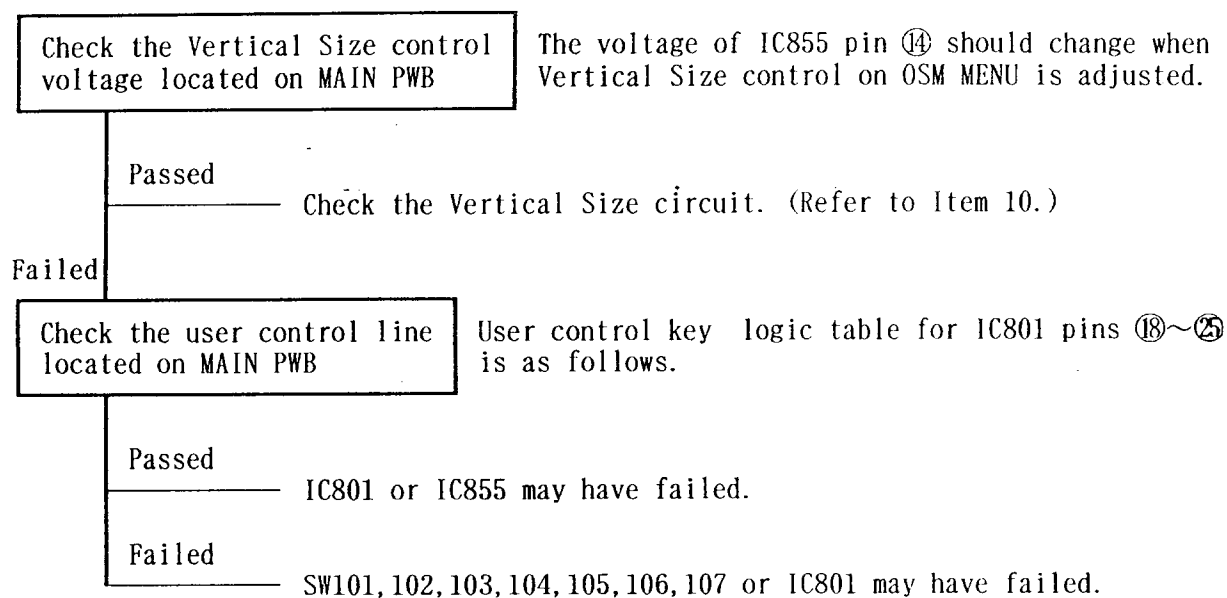 Check the Vertical Size control
voltage located on MAIN PWB
The voltage of IC855 pin ⑭ should change when
Vertical Size control on OSM MENU is adjusted.
Passed
Check the Vertical Size circuit. (Refer to Item 10.)
Failed
Check the user control line
located on MAIN PWB
User control key logic table for IC801 pins ⑱～㉕
is as follows.
Passed
IC801 or IC855 may have failed.
Failed
SW101,102,103,104,105,106,107 or IC801 may have failed.